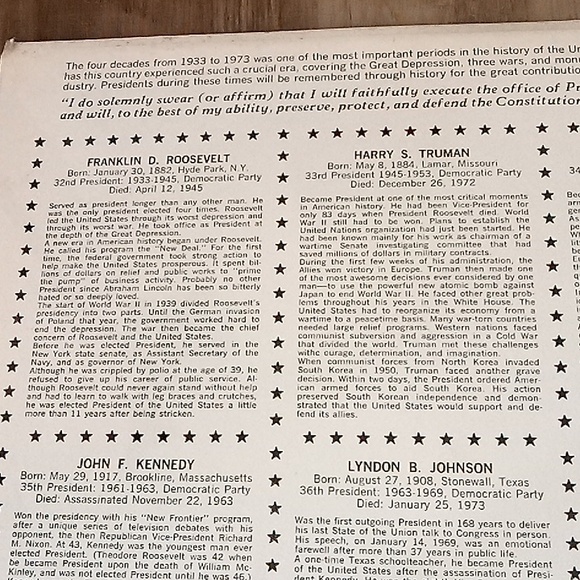 The four decades from 1933 to 1973 was one of the most important periods in the history of the
has this country experienced such a crucial era, covering the Great Depression, three wars, and
dustry. Presidents during these times will be remembered through history for the great
"I do solemnly swear (or affirm) that I will faithfully execute the office of
and will, to the best of my ability, preserve, protect, and defend the Constitution
FRANKLIN D. ROOSEVELT
Born: January 30, 1882, Hyde Park, N.Y.
32nd President: 1933-1945, Democratic Party
Died: April 12, 1945
Served as president longer than any other man. He
was the only president elected four times. Roosevelt
led the United States through its worst depression and
through its worst war. He took office as President at
the depth of the Great Depression.
A new era in American history began under Roosevelt.
He called his program the "New Deal." For the first
time, the federal government took strong action to
help make the United States prosperous. It spent bil-
lions of dollars on relief and public works to "prime
the pump" of business activity. Probably no other
President since Abraham Lincoln has been so bitterly
hated or so deeply loved.
The start of World War II in 1939 divided Roosevelt's
presidency into two parts. Until the German invasion
of Poland that year, the government worked hard to
end the depression. The war then became the chief
concern of Roosevelt and the United States.
Before he was elected President, he served in the
New York state senate, as Assistant Secretary of the
Navy, and as governor of New York.
Although he was crippled by polio at the age of 39, he
refused to give up his career of public service. Al-
though Roosevelt could never again stand without help
and had to learn to walk with leg braces and crutches,
he was elected President of the United States a little
more than 11 years after being stricken.
HARRY S. TRUMAN
Born: May 8, 1884, Lamar, Missouri
33rd President 1945-1953, Democratic Party
Died: December 26, 1972
Became President at one of the most critical moments
in American history. He had been Vice-President for
only 83 days when President Roosevelt died. World
War II still had to be won. Plans to establish the
United Nations organization had just been started. He
had been known mainly for his work as chairman of a
wartime Senate investigating committee that had
saved millions of dollars in military contracts.
During the first few weeks of his administration, the
Allies won victory in Europe. Truman then made one
of the most awesome decisions ever considered by one
man—to use the powerful new atomic bomb against
Japan to end World War II. He faced other great prob-
lems throughout his years in the White House. The
United States had to reorganize its economy from a
wartime to a peacetime basis. Many war-torn countries
needed large relief programs. Western nations faced
communist subversion and aggression in a Cold War
that divided the world. Truman met these challenges
withc courage, determination, and imagination.
When communist forces from North Korea invaded
South Korea in 1950, Truman faced another grave
decision. Within two days, the President ordered Amer-
ican armed forces to aid South Korea. His action
preserved South Korean independence and demon-
strated that the United States would support and de-
fend its allies.
JOHN F. KENNEDY
Born: May 29, 1917, Brookline, Massachusetts
35th President: 1961-1963, Democratic Party
Died: Assassinated November 22, 1963
Won the presidency with his "New Frontier" program,
after a unique series of television debates with his
opponent, the then Republican Vice-President Richard
M. Nixon. At 43, Kennedy was the youngest man ever
elected President. (Theodore Roosevelt was 42 when
be became President upon the death of William Mc-
Kinley, and was not elected President until he was 46.)
LYNDON B. JOHNSON
Born: August 27, 1908, Stonewall, Texas
36th President: 1963-1969, Democratic Party
Died: January 25, 1973
Was the first outgoing President in 168 years to deliver
his last State of the Union talk to Congress in person.
His speech, on January 14, 1969, was an emotional
farewell after more than 37 years in public life.
A one-time Texas schoolteacher, he became President
of the United States after the assassination of Presi-